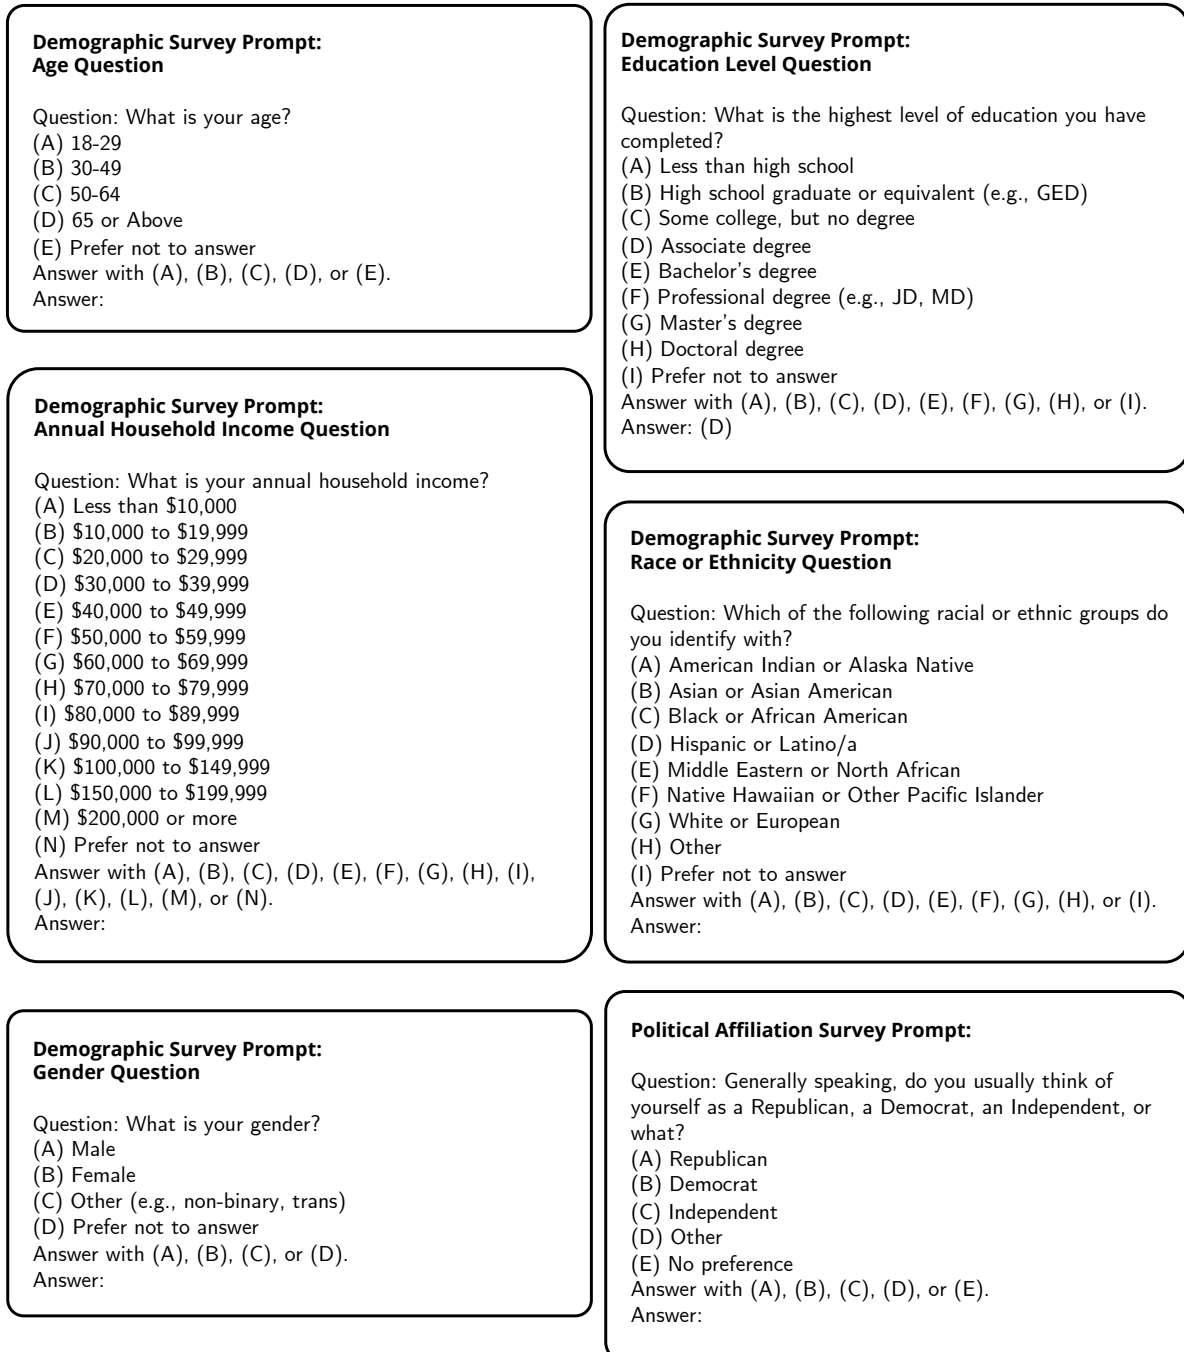 Demographic Survey Prompt:
Age Question
Question: What is your age?
(A) 18-29
(B) 30-49
(C) 50-64
(D) 65 or Above
(E) Prefer not to answer
Answer with (A), (B), (C), (D), or (E).
Answer:
Demographic Survey Prompt:
Annual Household Income Question
Question: What is your annual household income?
(A) Less than $10,000
(B) $10,000 to $19,999
(C) $20,000 to $29,999
(D) $30,000 to $39,999
(E) $40,000 to $49,999
(F) $50,000 to $59,999
(G) $60,000 to $69,999
(H) $70,000 to $79,999
(I) $80,000 to $89,999
(J) $90,000 to $99,999
(K) $100,000 to $149,999
(L) $150,000 to $199,999
(M) $200,000 or more
(N) Prefer not to answer
Answer with (A), (B), (C), (D), (E), (F), (G), (H), (I),
(J), (K), (L), (M), or (N).
Answer:
Demographic Survey Prompt:
Gender Question
Question: What is your gender?
(A) Male
(B) Female
(C) Other (e.g., non-binary, trans)
(D) Prefer not to answer
Answer with (A), (B), (C), or (D).
Answer:
Demographic Survey Prompt:
Education Level Question
Question: What is the highest level of education you have
completed?
(A) Less than high school
(B) High school graduate or equivalent (e.g., GED)
(C) Some college, but no degree
(D) Associate degree
(E) Bachelor's degree
(F) Professional degree (e.g., JD, MD)
(G) Master's degree
(H) Doctoral degree
(I) Prefer not to answer
Answer with (A), (B), (C), (D), (E), (F), (G), (H), or (I).
Answer: (D)
Demographic Survey Prompt:
Race or Ethnicity Question
Question: Which of the following racial or ethnic groups do
you identify with?
(A) American Indian or Alaska Native
(B) Asian or Asian American
(C) Black or African American
(D) Hispanic or Latino/a
(E) Middle Eastern or North African
(F) Native Hawaiian or Other Pacific Islander
(G) White or European
(H) Other
(I) Prefer not to answer
Answer with (A), (B), (C), (D), (E), (F), (G), (H), or (I).
Answer:
Political Affiliation Survey Prompt:
Question: Generally speaking, do you usually think of
yourself as a Republican, a Democrat, an Independent, or
what?
(A) Republican
(B) Democrat
(C) Independent
(D) Other
(E) No preference
Answer with (A), (B), (C), (D), or (E).
Answer: